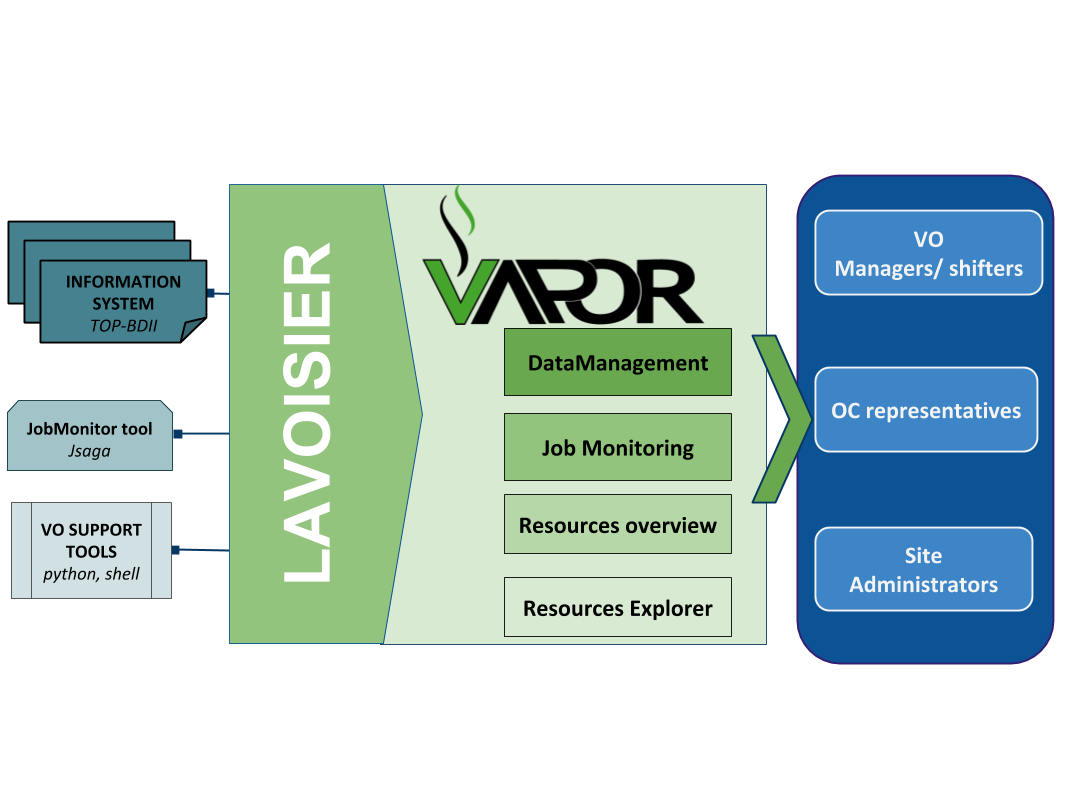 INFORMATION
SYSTEM
TOP-BDII
JobMonitor tool
Jsaga
VO SUPPORT
TOOLS
python, shell
LAVOISIER
VAPOR
DataManagement
Job Monitoring
Resources overview
Resources Explorer
VO
Managers/ shifters
OC representatives
Site
Administrators